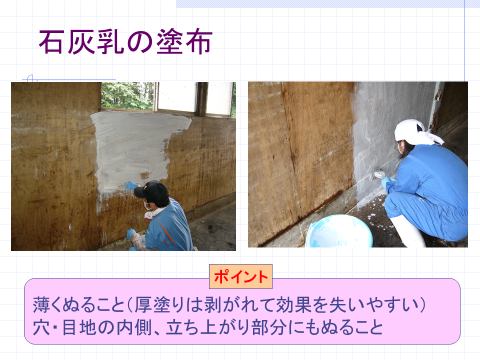 石灰乳の塗布
ポイント
薄くぬること（厚塗りは剥がれて効果を失いやすい）
穴・目地の内側、立ち上がり部分にもぬること